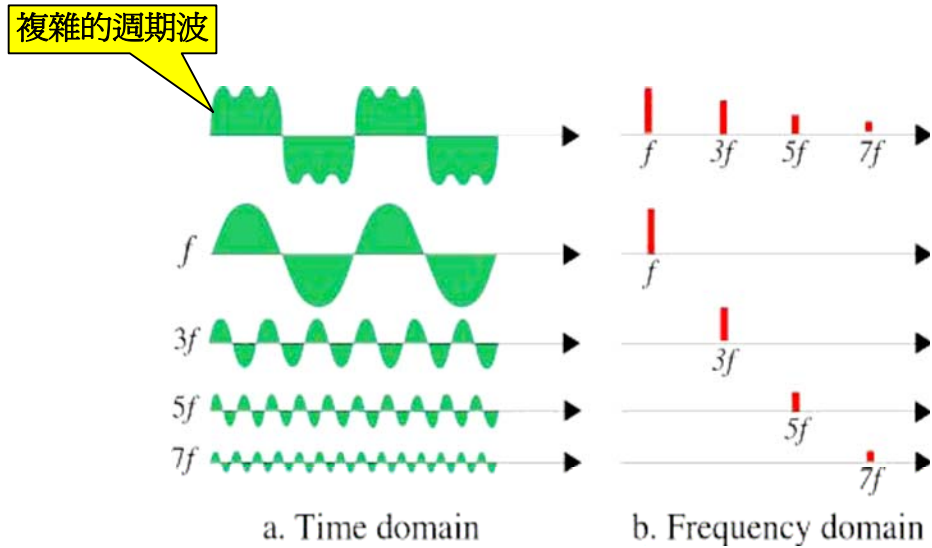 複雜的週期波
f 3f 5f 7f
f
f
3f
3f
5f
5f
7f
7f
a. Time domain
b. Frequency domain